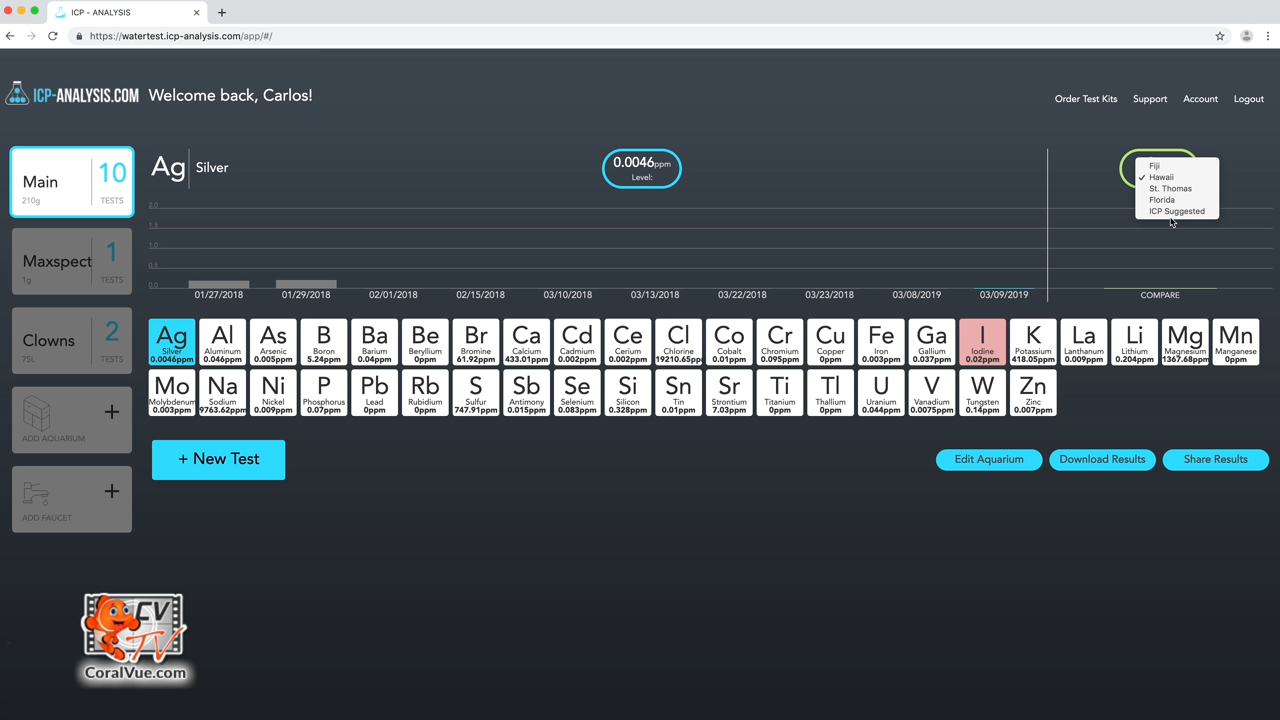 ICP - ANALYSIS
https://watertest.icp-analysis.com/app/#/
ICP-ANALYSIS.COM
Welcome back, Carlos!
Order Test Kits
Support
Account
Logout
Main
210g
10
TESTS
Maxspect
1g
1
TESTS
Clowns
75L
2
TESTS
ADD AQUARIUM
+
ADD FAUCET
+
Ag
Silver
0.0046ppm
Level:
Fiji
Hawaii
St. Thomas
Florida
ICP Suggested
2.0
1.5
1.0
0.5
0.0
01/27/2018
01/29/2018
02/01/2018
02/15/2018
03/10/2018
03/13/2018
03/22/2018
03/23/2018
03/08/2019
03/09/2019
COMPARE
Ag
Silver
0.0046ppm
Al
Aluminum
0.046ppm
As
Arsenic
0.005ppm
B
Boron
5.24ppm
Ba
Barium
0.04ppm
Be
Beryllium
0ppm
Br
Bromine
61.92ppm
Ca
Calcium
433.01ppm
Cd
Cadmium
0.002ppm
Ce
Cerium
0.002ppm
Cl
Chlorine
19210.65ppm
Co
Cobalt
0.01ppm
Cr
Chromium
0.095ppm
Cu
Copper
0ppm
Fe
Iron
0.003ppm
Ga
Gallium
0.037ppm
I
Iodine
0.02ppm
K
Potassium
418.05ppm
La
Lanthanum
0.009ppm
Li
Lithium
0.204ppm
Mg
Magnesium
1367.68ppm
Mn
Manganese
0ppm
Mo
Molybdenum
0.003ppm
Na
Sodium
9763.62ppm
Ni
Nickel
0.009ppm
P
Phosphorus
0.07ppm
Pb
Lead
0ppm
Rb
Rubidium
0ppm
S
Sulfur
747.91ppm
Sb
Antimony
0.015ppm
Se
Selenium
0.083ppm
Si
Silicon
0.328ppm
Sn
Tin
0.01ppm
Sr
Strontium
7.03ppm
Ti
Titanium
0ppm
Tl
Thallium
0ppm
U
Uranium
0.044ppm
V
Vanadium
0.0075ppm
W
Tungsten
0.14ppm
Zn
Zinc
0.007ppm
+ New Test
Edit Aquarium
Download Results
Share Results
CV
TV
CoralVue.com